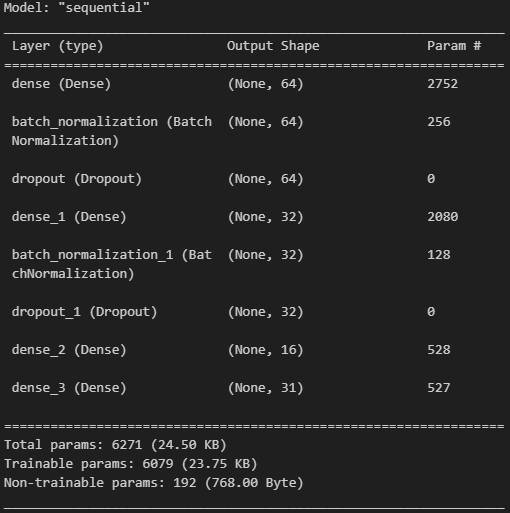 Model: "sequential"
_________________________________________________________________
 Layer (type)                Output Shape              Param #
=================================================================
 dense (Dense)               (None, 64)                2752
 batch_normalization (Batch  (None, 64)                256
 Normalization)
 dropout (Dropout)           (None, 64)                0
 dense_1 (Dense)             (None, 32)                2080
 batch_normalization_1 (Bat  (None, 32)                128
 chNormalization)
 dropout_1 (Dropout)         (None, 32)                0
 dense_2 (Dense)             (None, 16)                528
 dense_3 (Dense)             (None, 31)                527
=================================================================
Total params: 6271 (24.50 KB)
Trainable params: 6079 (23.75 KB)
Non-trainable params: 192 (768.00 Byte)
_________________________________________________________________